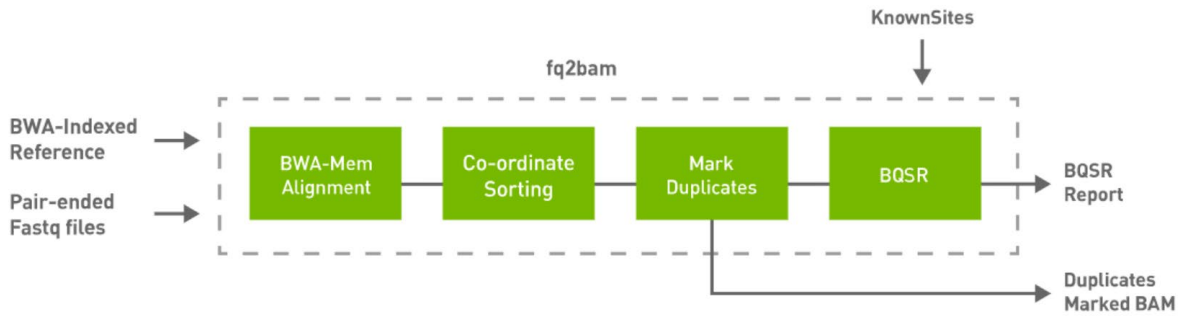 KnownSites
fq2bam
BWA-Indexed
Reference
Pair-ended
Fastq files
BWA-Mem
Alignment
Co-ordinate
Sorting
Mark
Duplicates
BQSR
BQSR
Report
Duplicates
Marked BAM